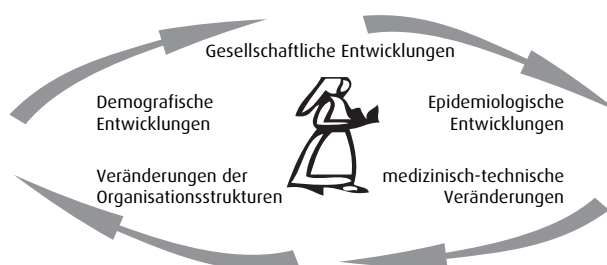 Gesellschaftliche Entwicklungen
Demografische
Entwicklungen
Epidemiologische
Entwicklungen
Veränderungen der
Organisationsstrukturen
medizinisch-technische
Veränderungen